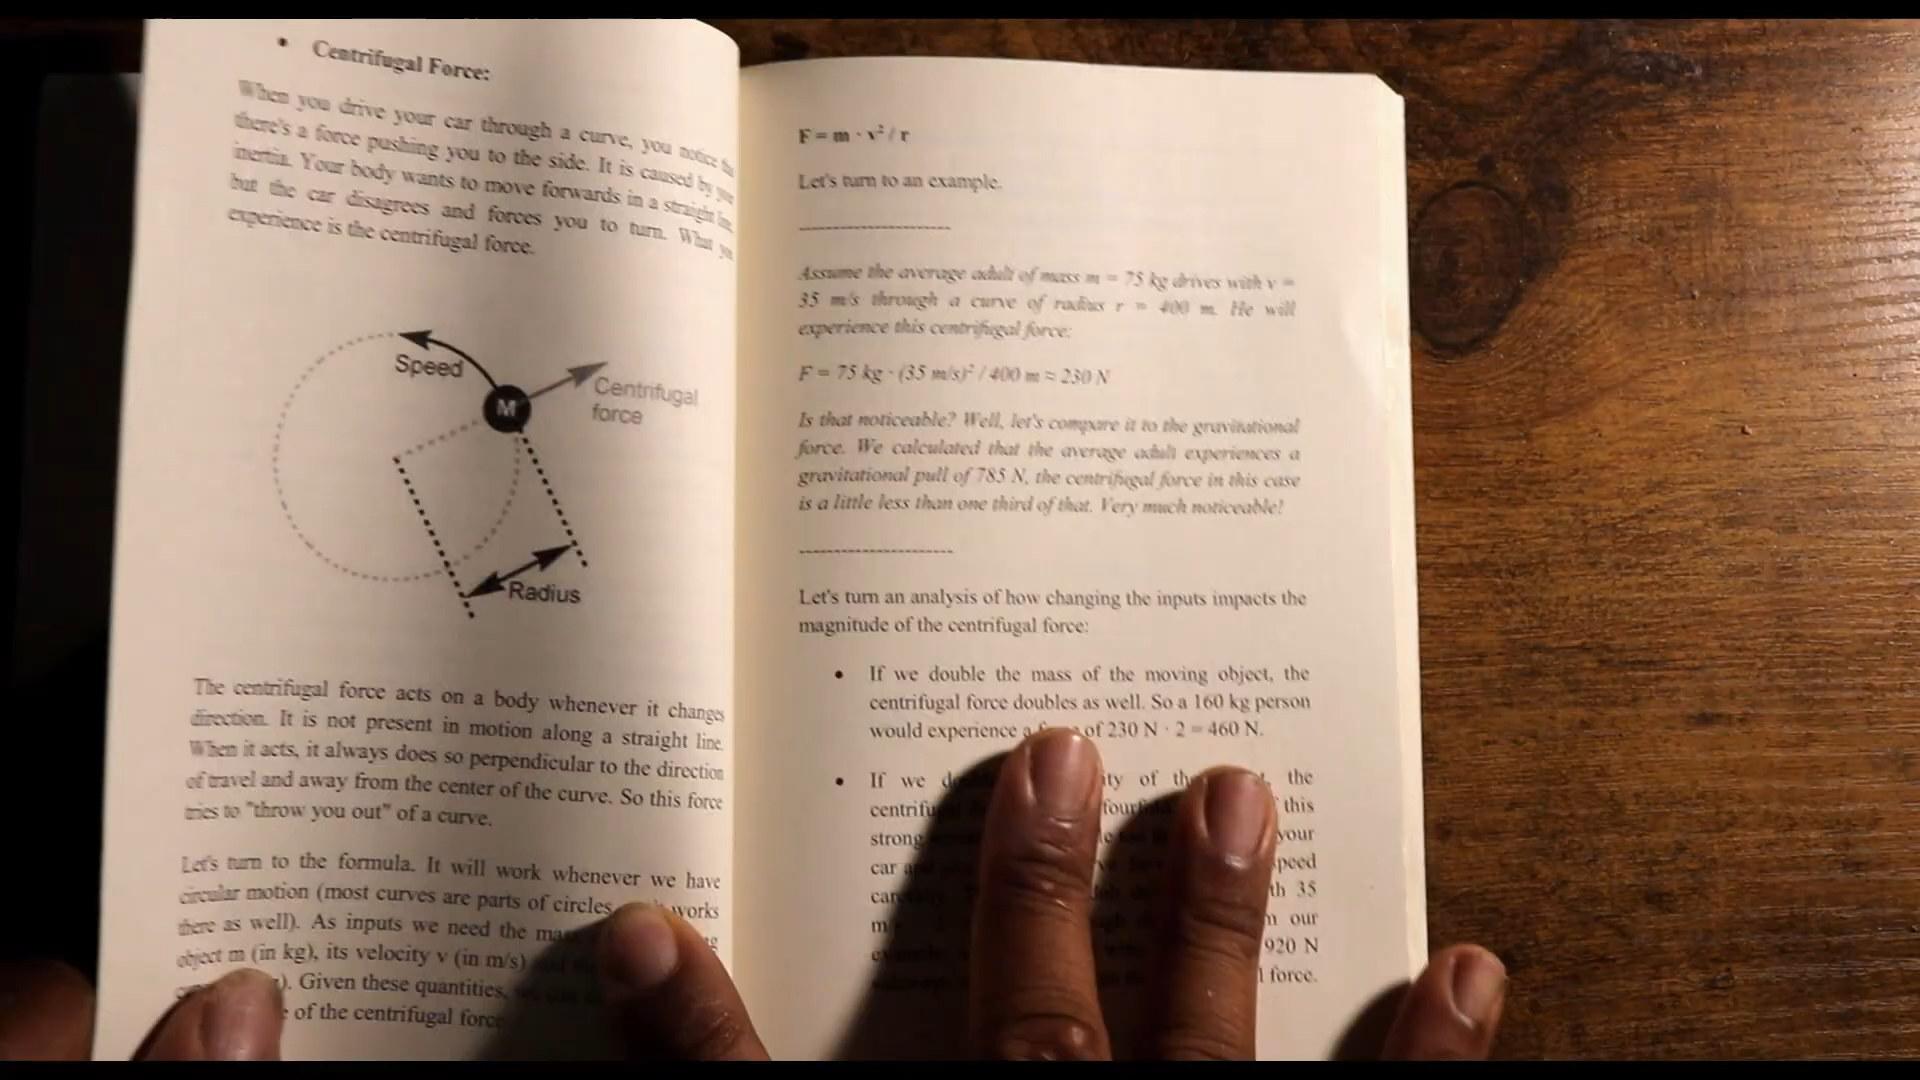 • Centrifugal Force:
When you drive your car through a curve, you notice
there's a force pushing you to the side. It is caused by
inertia. Your body wants to move forwards in a straight line,
but the car disagrees and forces you to turn. What you
experience is the centrifugal force.
Speed
M
Centrifugal
force
Radius
The centrifugal force acts on a body whenever it changes
direction. It is not present in motion along a straight line.
When it acts, it always does so perpendicular to the direction
of travel and away from the center of the curve. So this force
tries to "throw you out" of a curve.
Let's turn to the formula. It will work whenever we have
circular motion (most curves are parts of circles, works
there as well). As inputs we need the
object m (in kg), its velocity v (in m/s)
). Given these quantities,
of the centrifugal force
F = m · v² / r
Let's turn to an example.
----------------------
Assume the average adult of mass m = 75 kg drives with v =
35 m/s through a curve of radius r = 400 m. He will
experience this centrifugal force:
F = 75 kg · (35 m/s)² / 400 m ≈ 230 N
Is that noticeable? Well, let's compare it to the gravitational
force. We calculated that the average adult experiences a
gravitational pull of 785 N, the centrifugal force in this case
is a little less than one third of that. Very much noticeable!
----------------------
Let's turn an analysis of how changing the inputs impacts the
magnitude of the centrifugal force:
• If we double the mass of the moving object, the
centrifugal force doubles as well. So a 160 kg person
would experience a of 230 N · 2 = 460 N.
• If we of the
this
strong your
car speed
35
our
920 N
force.